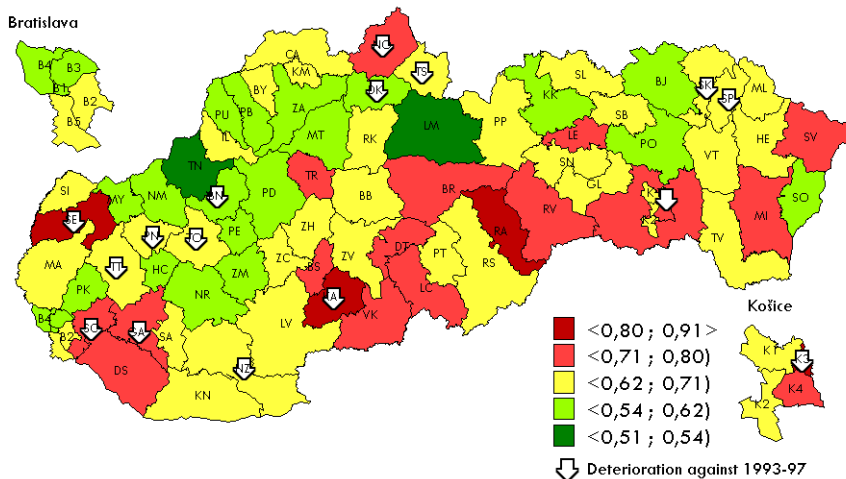 Bratislava
B4
B3
B1
B2
B5
NO
CA
KM
TS
BY
DK
PU
PB
ZA
IL
MT
RK
LM
PP
KK
SL
BJ
SK
SP
ML
SB
LE
PO
HE
SV
VT
SN
GL
TN
BN
TR
PD
BB
BR
RA
RV
MI
SO
SI
MY
NM
SE
PN
TO
PE
ZH
ZC
ZV
DT
PT
RS
TV
MA
TT
HC
ZM
BS
KA
LC
VK
PK
NR
B4
B2
SC
GA
SA
LV
DS
NZ
KN
Košice
K1
K3
K4
K2
<0,80 ; 0,91>
<0,71 ; 0,80)
<0,62 ; 0,71)
<0,54 ; 0,62)
<0,51 ; 0,54)
Deterioration against 1993-97